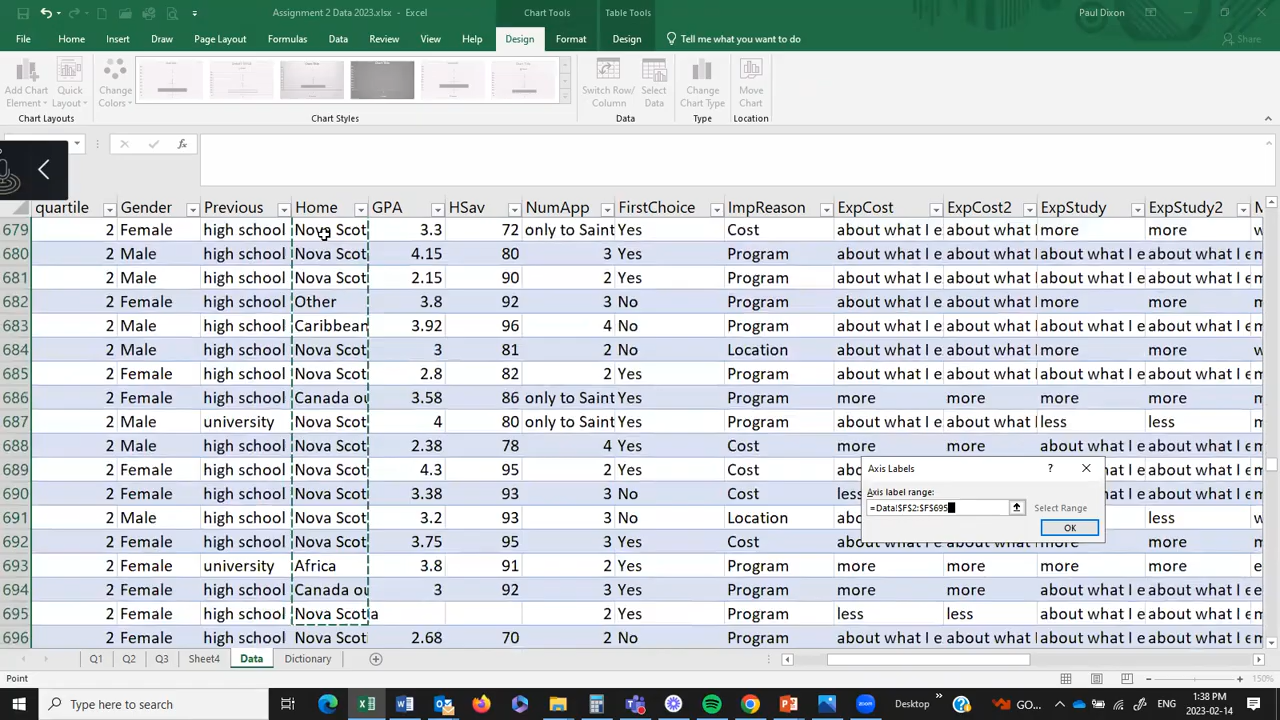 Assignment 2 Data 2023.xlsx - Excel
Chart Tools
Table Tools
Paul Dixon
File Home Insert Draw Page Layout Formulas Data Review View Help Design Format Design Tell me what you want to do Share
Add Chart Element
Quick Layout
Change Colors
Switch Row/ Column
Select Data
Change Chart Type
Move Chart
Chart Layouts
Chart Styles
Data
Type
Location
fx
quartile Gender Previous Home GPA HSav NumApp FirstChoice ImpReason ExpCost ExpCost2 ExpStudy ExpStudy2 M
679 2 Female high school Nova Scot 3.3 72 only to Saint Yes Cost about what I e about what I e more more w
680 2 Male high school Nova Scot 4.15 80 3 Yes Program about what I e about what I e about what I e about what I e m
681 2 Male high school Nova Scot 2.15 90 2 Yes Program about what I e about what I e more more
682 2 Female high school Other 3.8 92 3 No Program about what I e about what I e more more
683 2 Male high school Caribbean 3.92 96 4 No Program about what I e about what I e about what I e about what I e m
684 2 Male high school Nova Scot 3 81 2 No Location about what I e about what I e more more w
685 2 Female high school Nova Scot 2.8 82 2 Yes Program about what I e about what I e more more
686 2 Female high school Canada ou 3.58 86 only to Saint Yes Program more more about what I e about what I e m
687 2 Male university Nova Scot 4 80 only to Saint Yes Program about what I e about what I e less less
688 2 Male high school Nova Scot 2.38 78 4 Yes Cost more more about what I e about what I e
689 2 Female high school Nova Scot 4.3 95 2 Yes Cost
690 2 Female high school Nova Scot 3.38 93 3 No Cost less
691 2 Male high school Nova Scot 3.2 93 3 No Location less
692 2 Female high school Nova Scot 3.75 95 3 Yes Cost
693 2 Female university Africa 3.8 91 2 Yes Program more more about what I e about what I e e
694 2 Female high school Canada ou 3 92 3 Yes Program more more about what I e about what I e m
695 2 Female high school Nova Scotia 2 Yes Program less less about what I e about what I e m
696 2 Female high school Nova Scoti 2.68 70 2 No Program about what I e about what I e about what I e about what I e m
Axis Labels ?
Axis label range:
=Data!$F$2:$F$695 Select Range
OK
Q1 Q2 Q3 Sheet4 Data Dictionary
Point
150%
Type here to search
Desktop
GO...
ENG
1:38 PM
2023-02-14